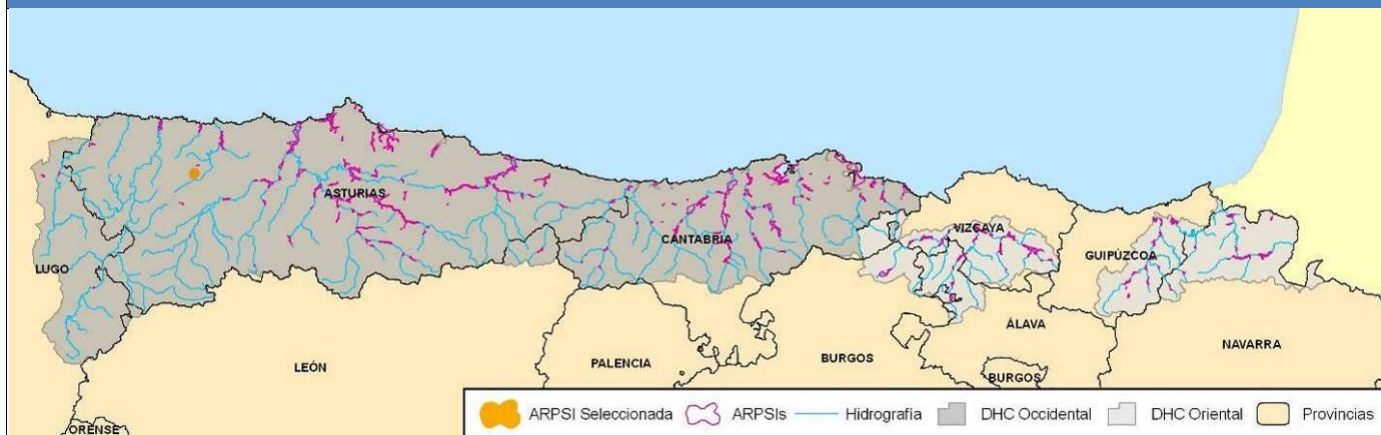 ASTURIAS
CANTABRIA
VIZCAYA
GUIPÚZCOA
LUGO
ÁLAVA
NAVARRA
LEÓN
PALENCIA
BURGOS
BURGOS
ORENSE
ARPSI Seleccionada
ARPSIs
Hidrografía
DHC Occidental
DHC Oriental
Provincias